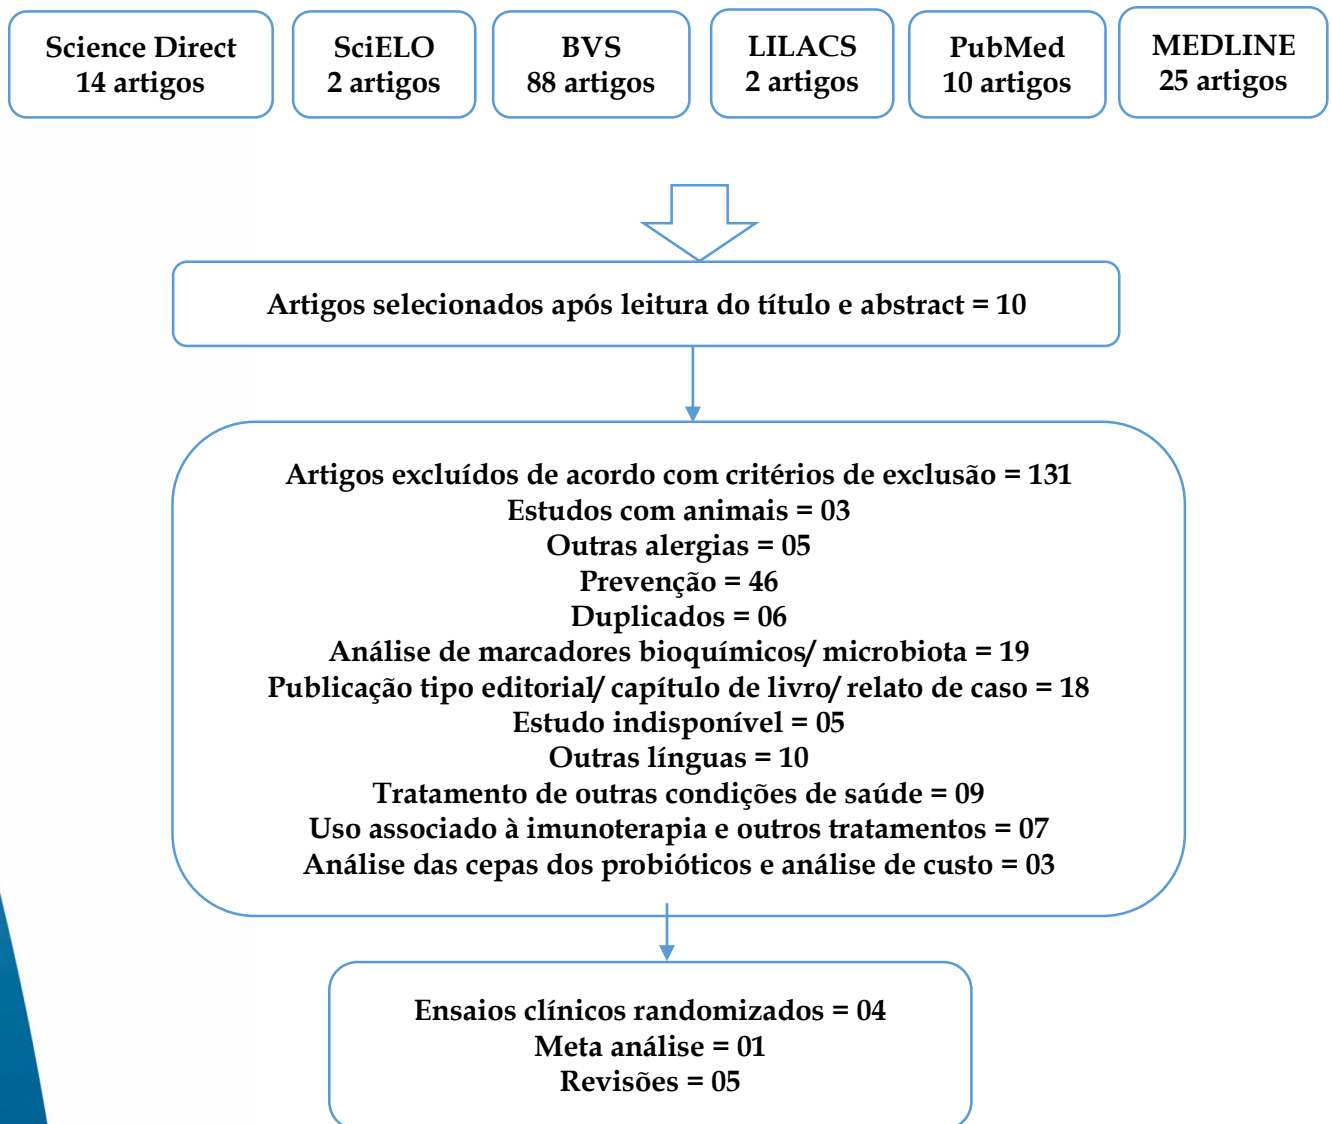 Science Direct
14 artigos
SciELO
2 artigos
BVS
88 artigos
LILACS
2 artigos
PubMed
10 artigos
MEDLINE
25 artigos
Artigos selecionados após leitura do título e abstract = 10
Artigos excluídos de acordo com critérios de exclusão = 131
Estudos com animais = 03
Outras alergias = 05
Prevenção = 46
Duplicados = 06
Análise de marcadores bioquímicos/ microbiota = 19
Publicação tipo editorial/ capítulo de livro/ relato de caso = 18
Estudo indisponível = 05
Outras línguas = 10
Tratamento de outras condições de saúde = 09
Uso associado à imunoterapia e outros tratamentos = 07
Análise das cepas dos probióticos e análise de custo = 03
Ensaios clínicos randomizados = 04
Meta análise = 01
Revisões = 05